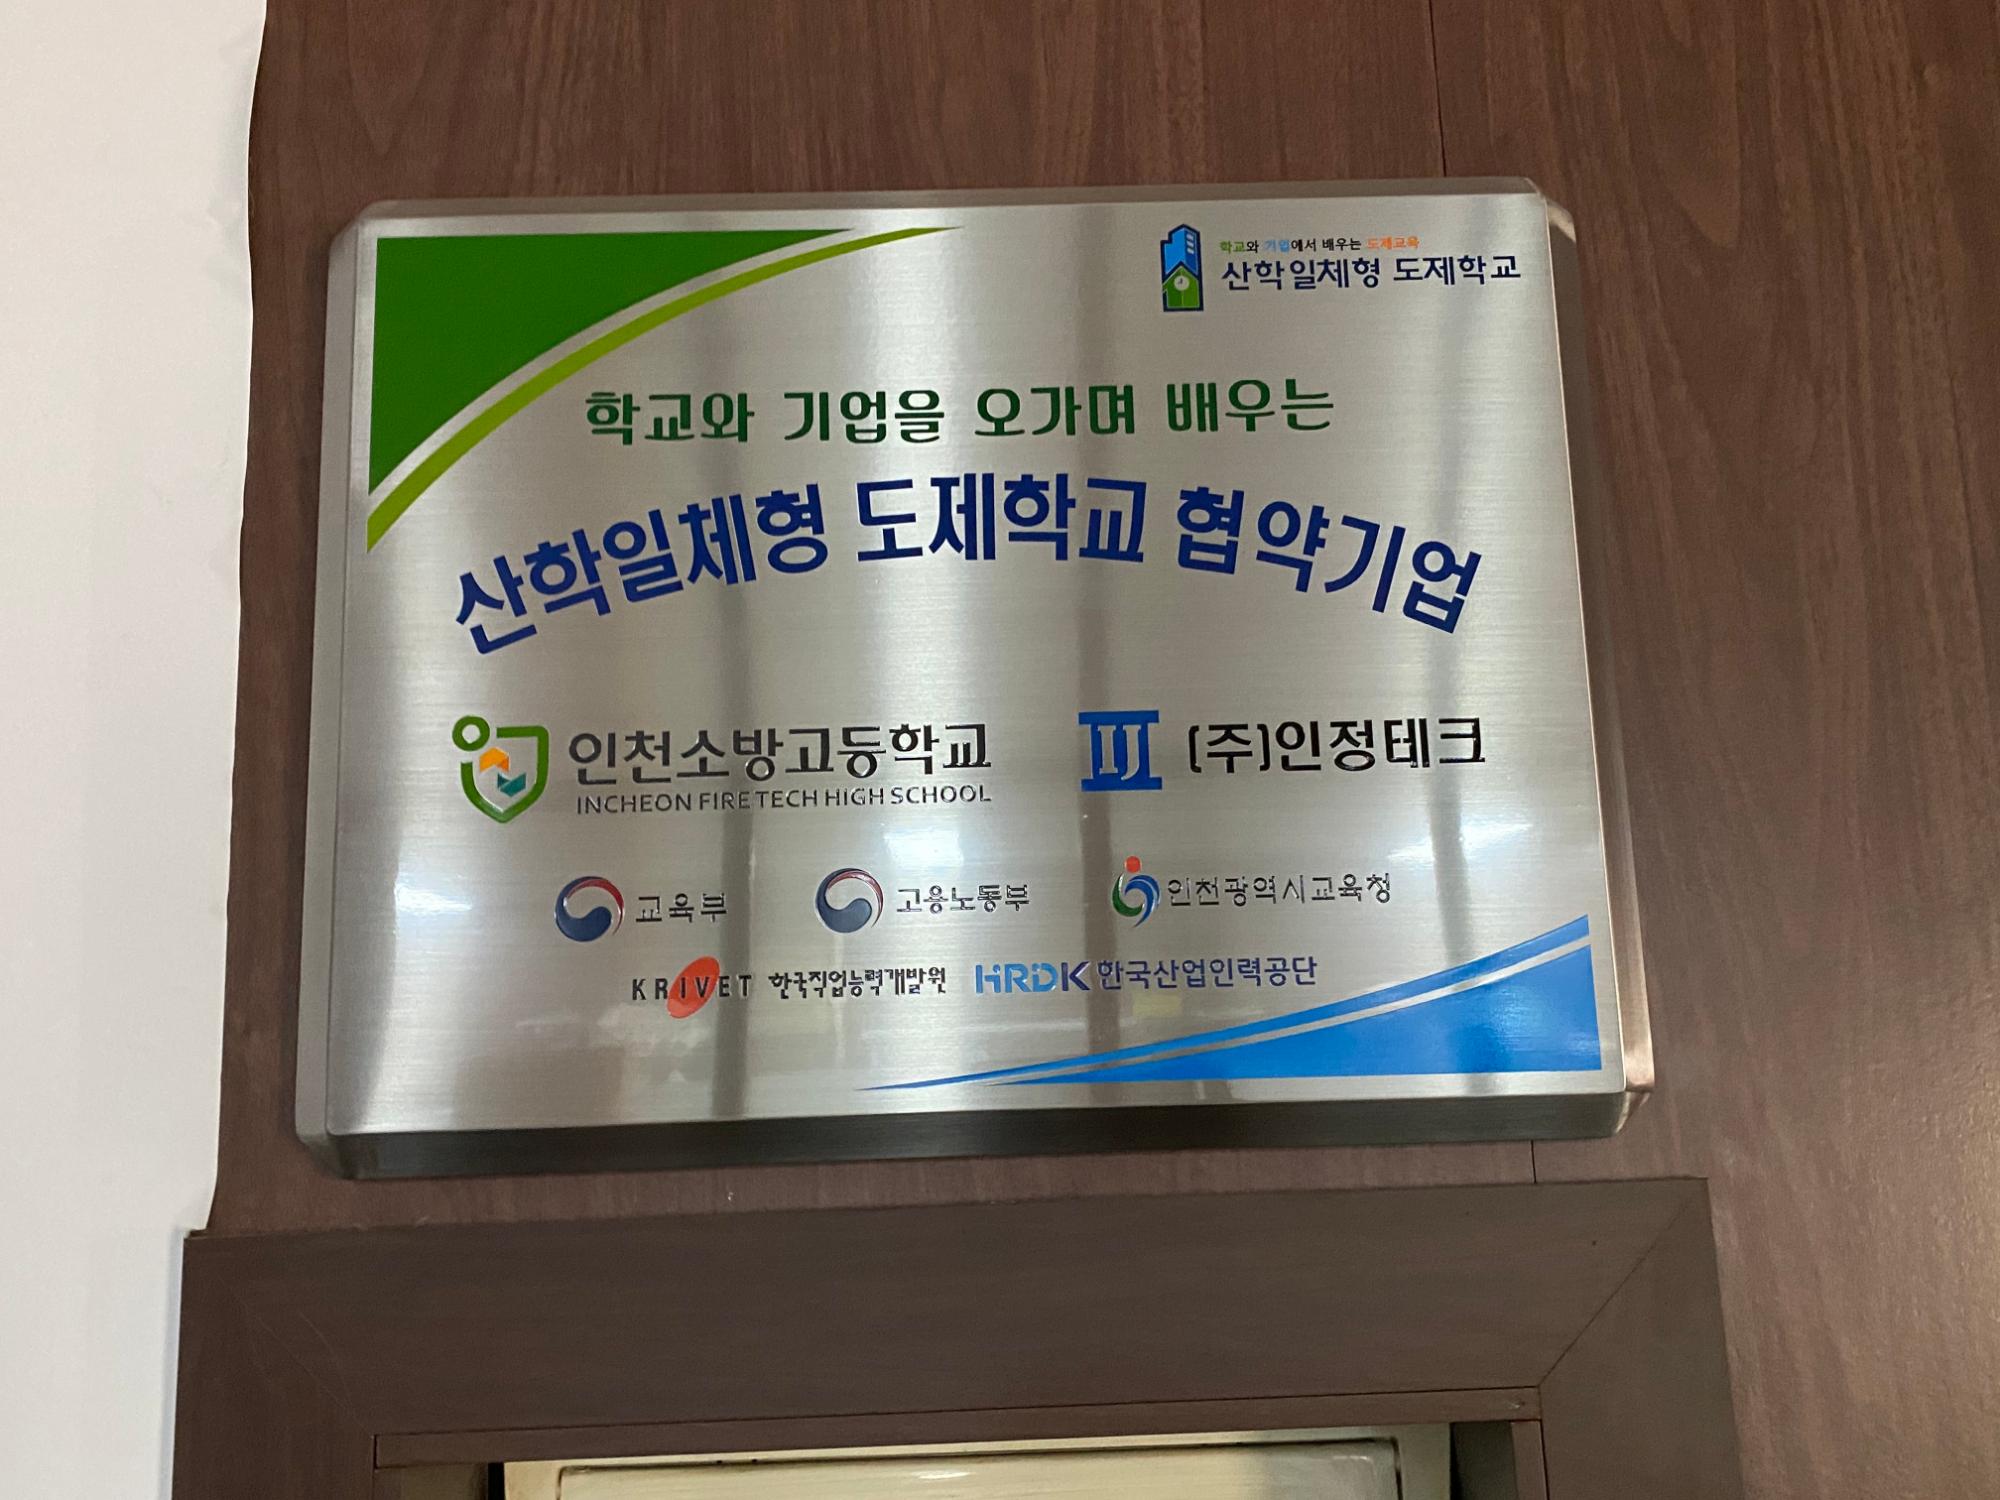 학교와 기업에서 배우는 도제교육
산학일체형 도제학교
학교와 기업을 오가며 배우는
산학일체형 도제학교 협약기업
인천소방고등학교
INCHEON FIRE TECH HIGH SCHOOL
IJ (주)인정테크
교육부 고용노동부 인천광역시교육청
KRIVET 한국직업능력개발원 HRDK 한국산업인력공단